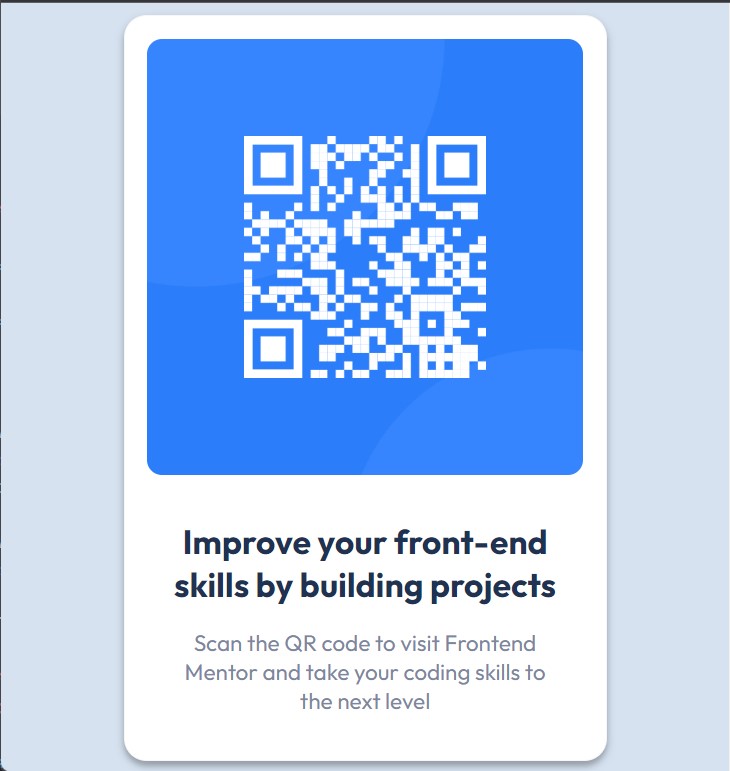 Improve your front-end
skills by building projects
Scan the QR code to visit Frontend
Mentor and take your coding skills to
the next level